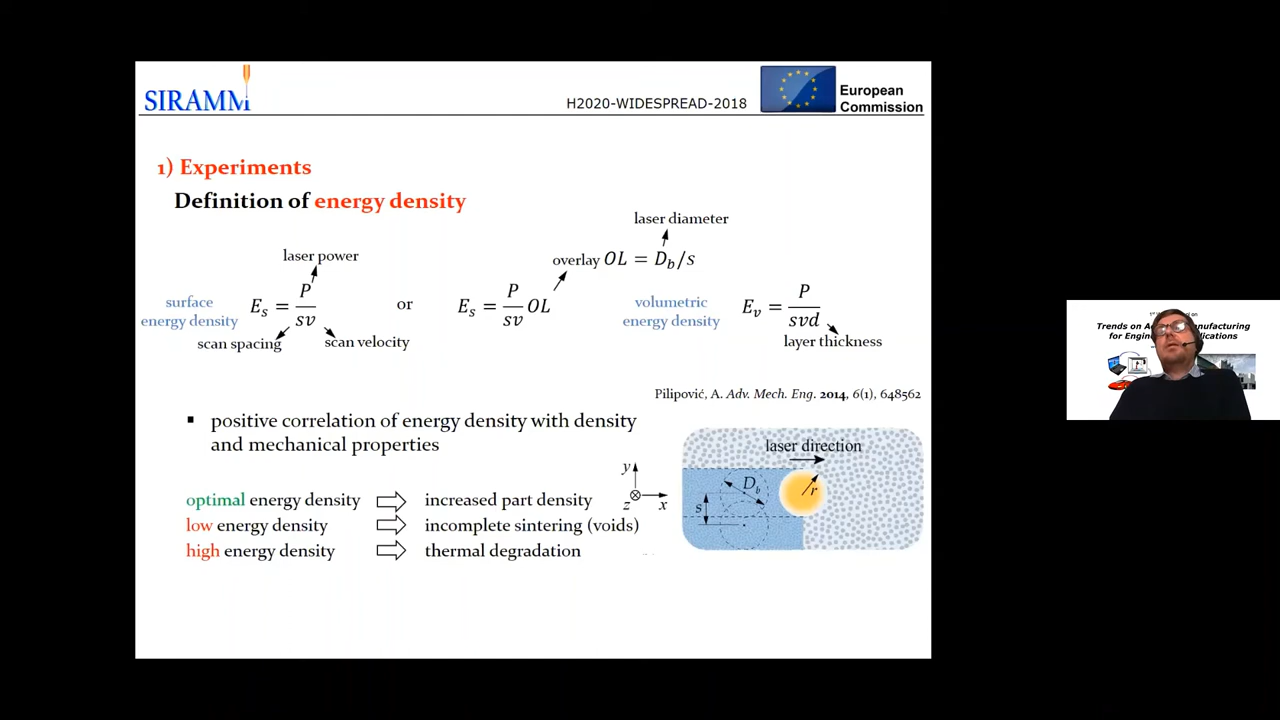 SIRAMM
H2020-WIDESPREAD-2018
European
Commission
1) Experiments
Definition of energy density
laser diameter
laser power
overlay OL = D_b/s
surface
energy density
E_s = P/sv
or
E_s = P/sv OL
volumetric
energy density
E_v = P/svd
scan spacing
scan velocity
layer thickness
Pilipović, A. Adv. Mech. Eng. 2014, 6(1), 648562
▪ positive correlation of energy density with density
and mechanical properties
optimal energy density ⇨ increased part density
low energy density ⇨ incomplete sintering (voids)
high energy density ⇨ thermal degradation
y
z
x
laser direction
D_b
r
s
Trends on
for Engine